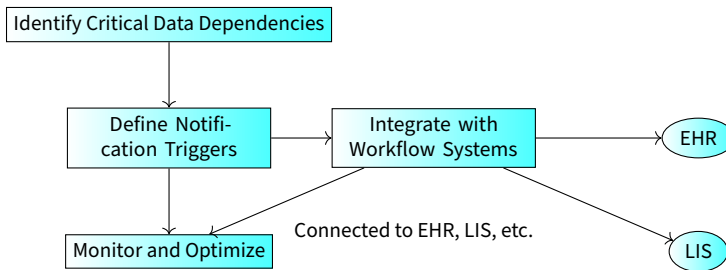 Identify Critical Data Dependencies
Define Notifi-
cation Triggers
Integrate with
Workflow Systems
EHR
Connected to EHR, LIS, etc.
Monitor and Optimize
LIS